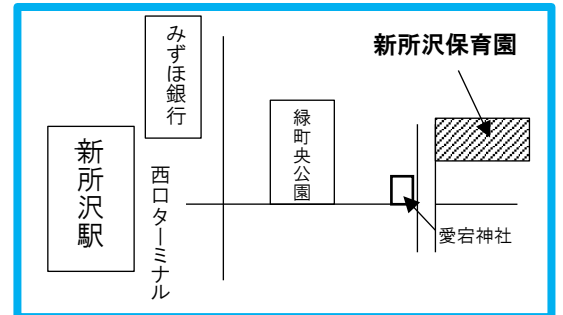 新所沢保育園
みずほ銀行
緑町央公園
新所沢駅
西口ターミナル
愛宕神社